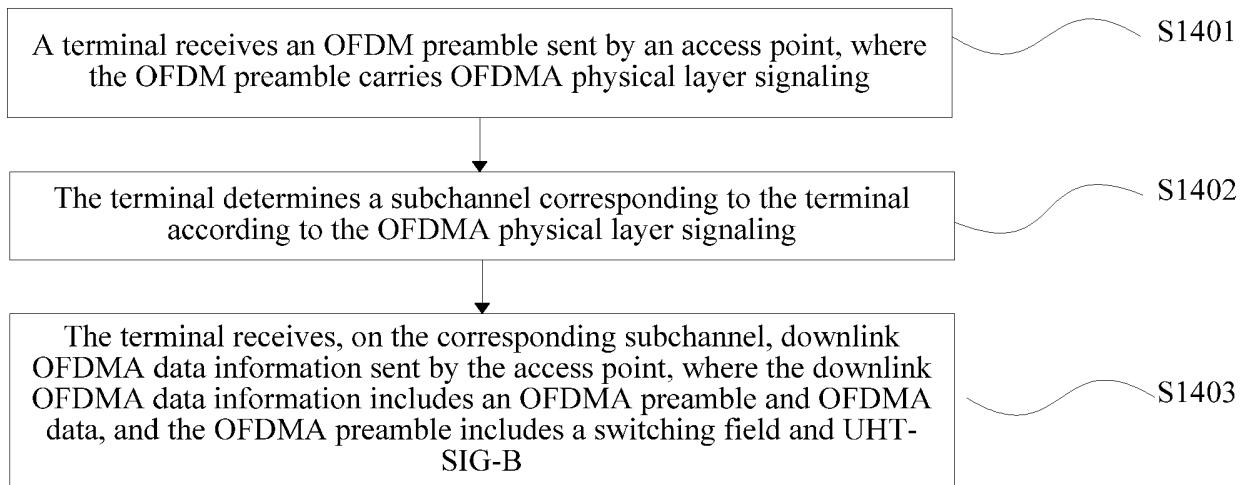 A terminal receives an OFDM preamble sent by an access point, where
the OFDM preamble carries OFDMA physical layer signaling
S1401
The terminal determines a subchannel corresponding to the terminal
according to the OFDMA physical layer signaling
S1402
The terminal receives, on the corresponding subchannel, downlink
OFDMA data information sent by the access point, where the downlink
OFDMA data information includes an OFDMA preamble and OFDMA
data, and the OFDMA preamble includes a switching field and UHT-
SIG-B
S1403